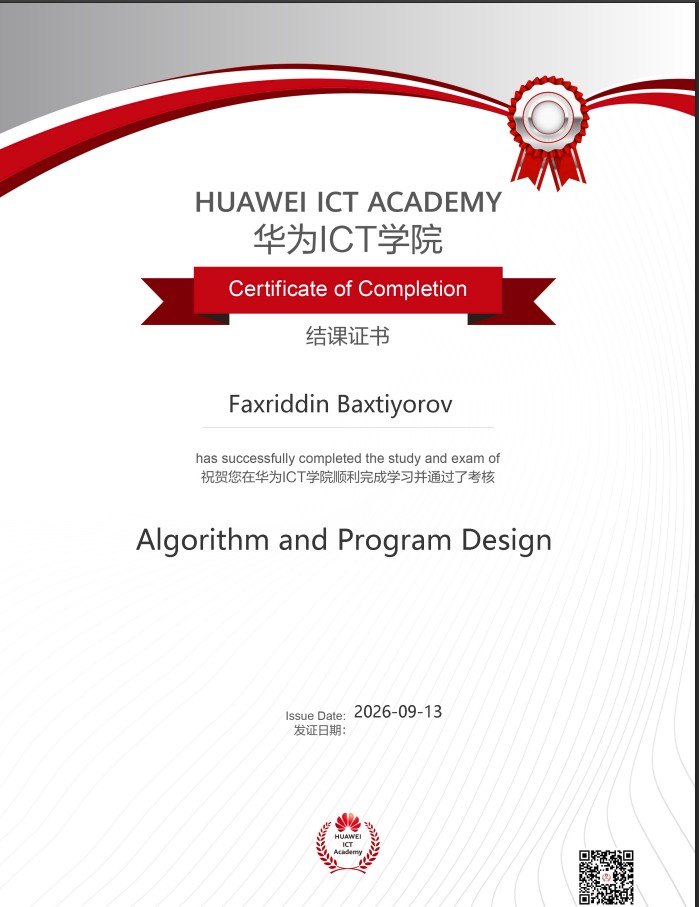 HUAWEI ICT ACADEMY
华为ICT学院
Certificate of Completion
结课证书
Faxriddin Baxtiyorov
has successfully completed the study and exam of
祝贺您在华为ICT学院顺利完成学习并通过了考核
Algorithm and Program Design
Issue Date: 2026-09-13
发证日期:
HUAWEI
ICT
Academy